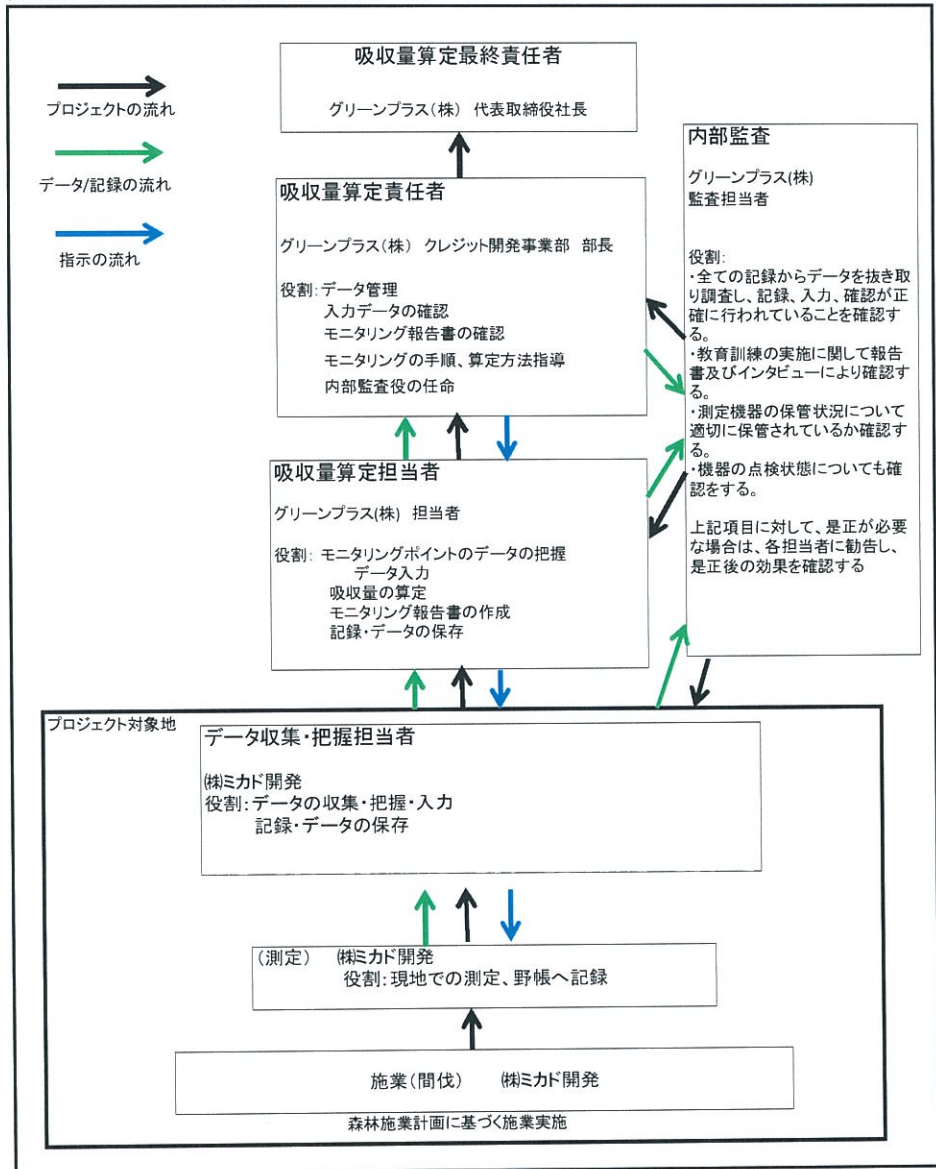 吸収量算定最終責任者
グリーンプラス(株) 代表取締役社長
プロジェクトの流れ
データ/記録の流れ
指示の流れ
吸収量算定責任者
グリーンプラス(株) クレジット開発事業部 部長
役割:データ管理
入力データの確認
モニタリング報告書の確認
モニタリングの手順、算定方法指導
内部監査役の任命
内部監査
グリーンプラス(株)
監査担当者
役割:
・全ての記録からデータを抜き取
り調査し、記録、入力、確認が正
確に行われていることを確認す
る。
・教育訓練の実施に関して報告
書及びインタビューにより確認す
る。
・測定機器の保管状況について
適切に保管されているか確認す
る。
・機器の点検状態についても確
認をする。
上記項目に対して、是正が必要
な場合は、各担当者に勧告し、
是正後の効果を確認する
吸収量算定担当者
グリーンプラス(株) 担当者
役割: モニタリングポイントのデータの把握
データ入力
吸収量の算定
モニタリング報告書の作成
記録・データの保存
プロジェクト対象地
データ収集・把握担当者
㈱ミカド開発
役割:データの収集・把握・入力
記録・データの保存
(測定) ㈱ミカド開発
役割:現地での測定、野帳へ記録
施業(間伐) ㈱ミカド開発
森林施業計画に基づく施業実施